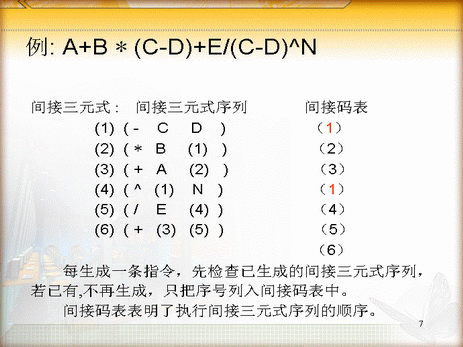 例: A+B＊(C-D)+E/(C-D)^N
间接三元式： 间接三元式序列 间接码表
(1) ( - C D ) （1）
(2) (＊ B (1) ) （2）
(3) ( + A (2) ) （3）
(4) ( ^ (1) N ) （1）
(5) ( / E (4) ) （4）
(6) ( + (3) (5) ) （5）
（6）
每生成一条指令，先检查已生成的间接三元式序列，
若已有,不再生成，只把序号列入间接码表中。
间接码表表明了执行间接三元式序列的顺序。
7